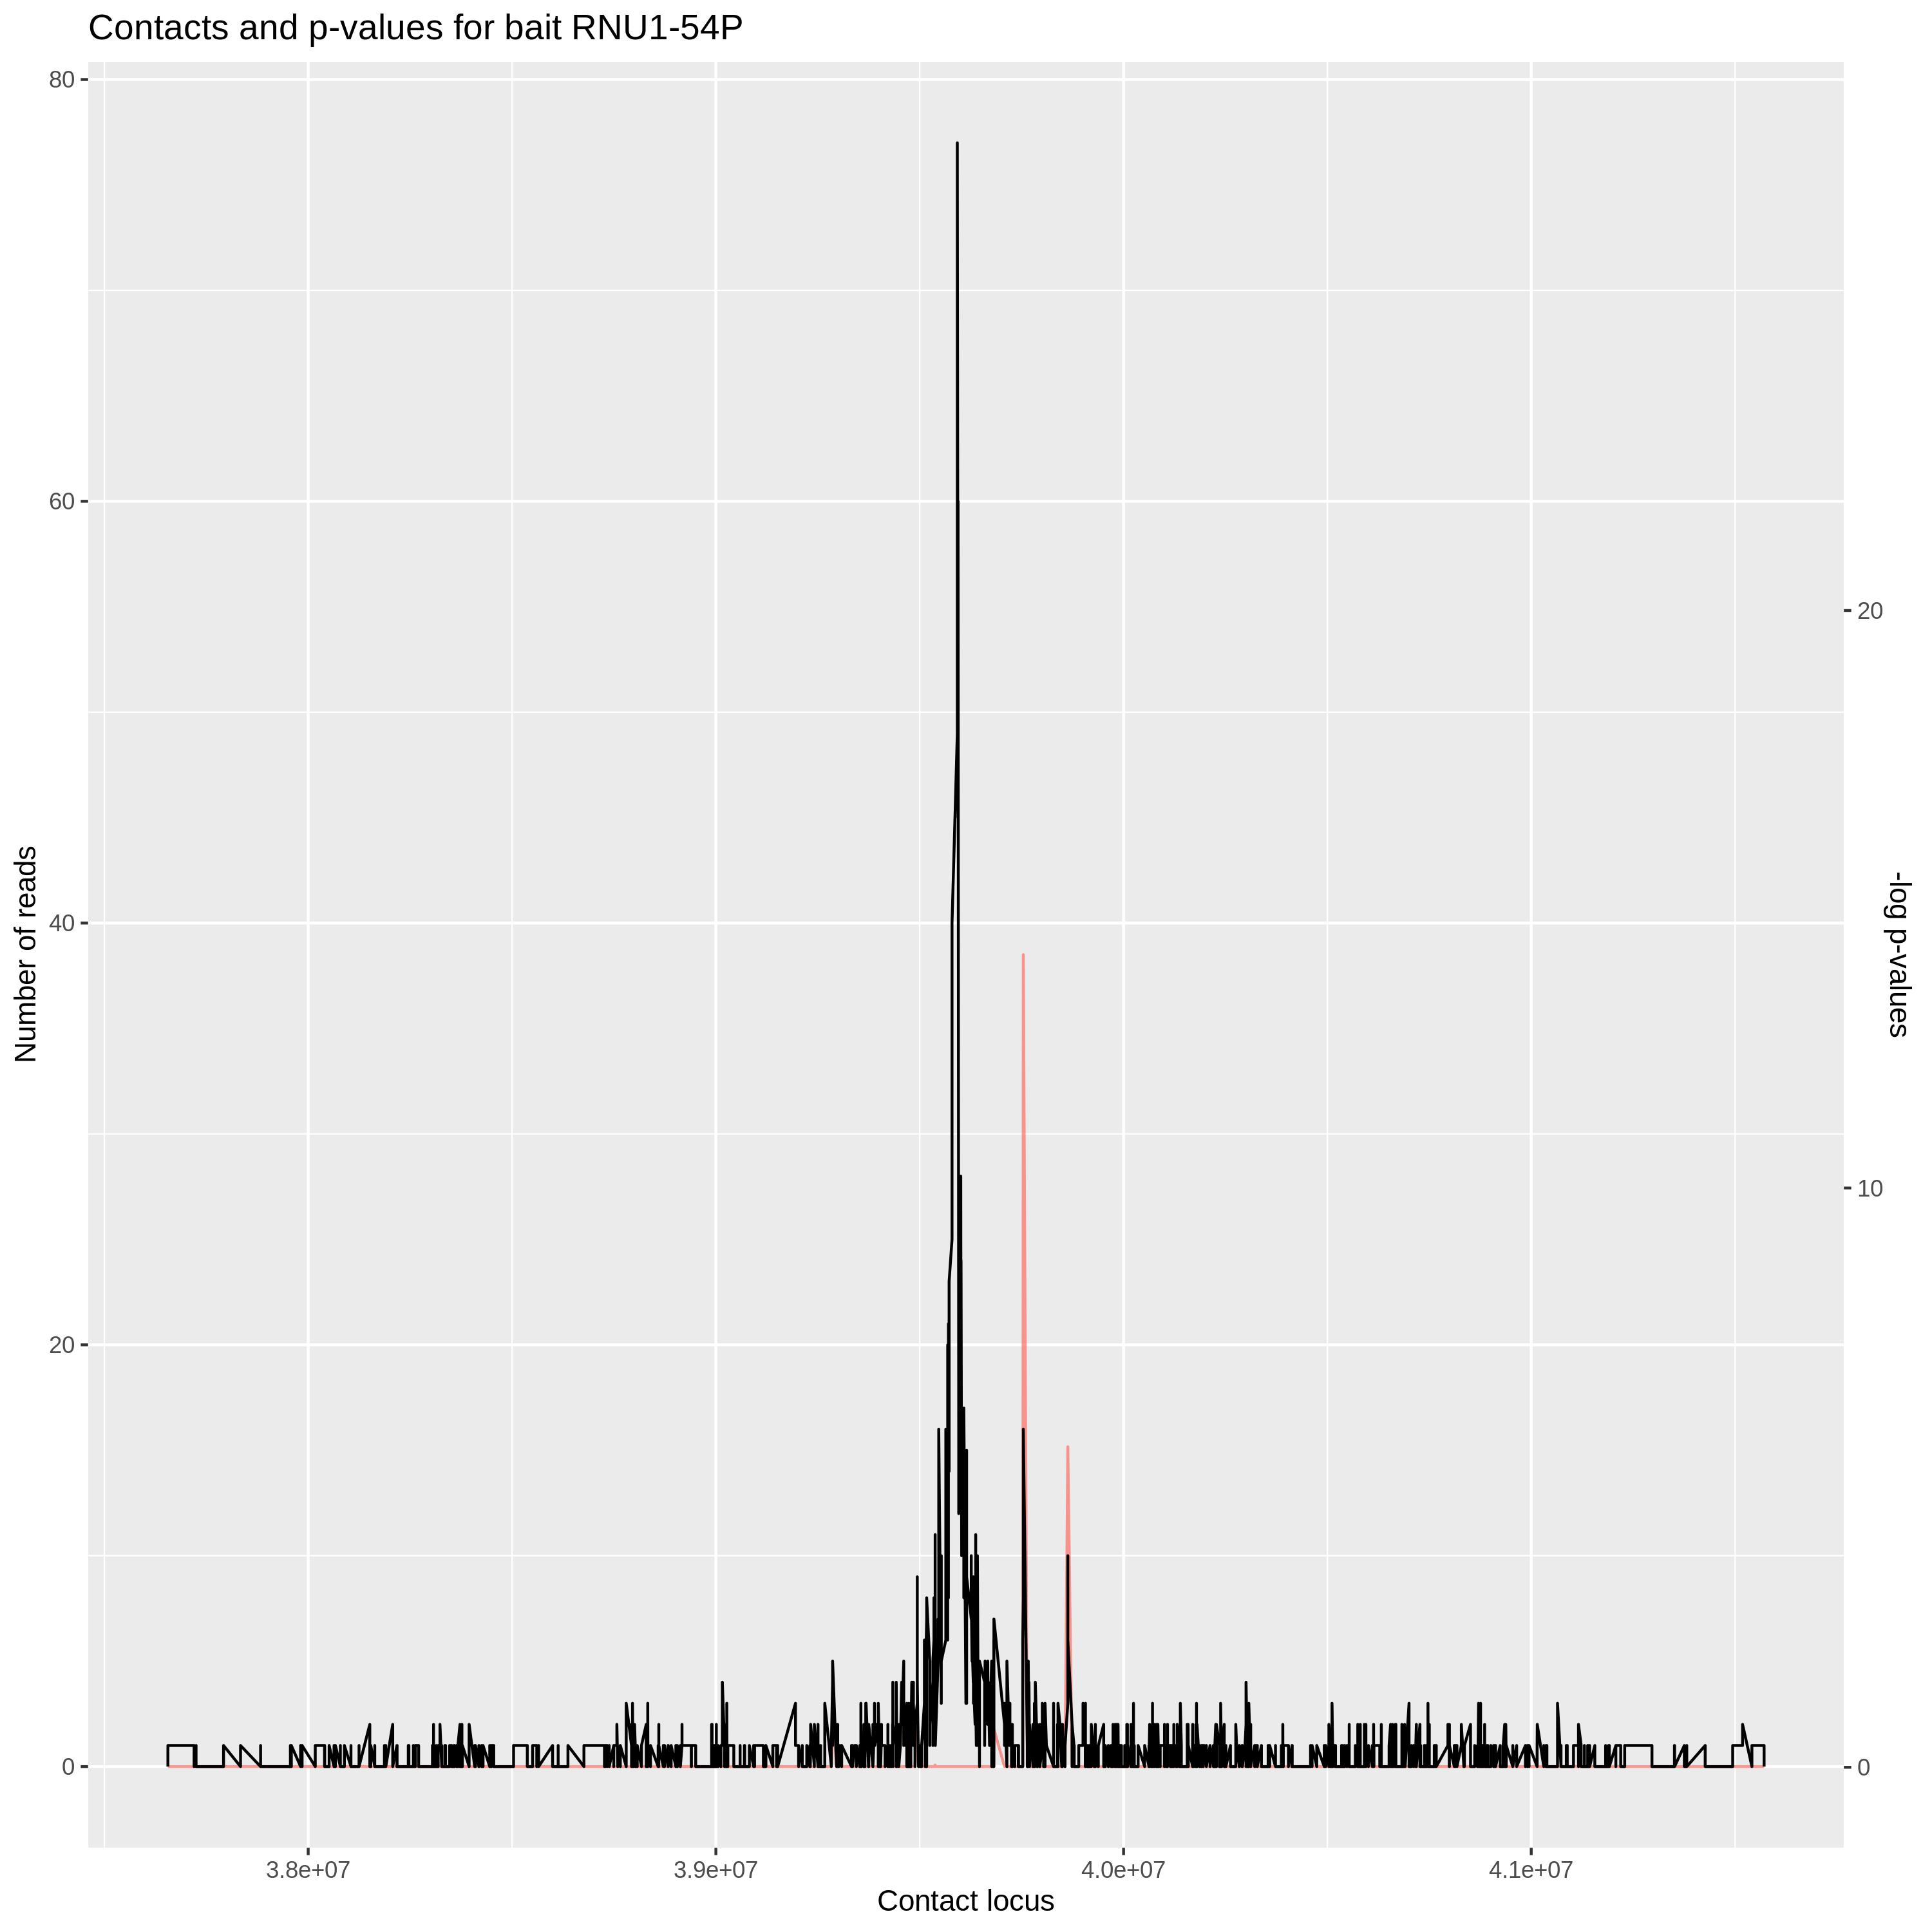 Contacts and p-values for bait RNU1-54P
80
60
40
20
0
Number of reads
20
10
0
-log p-values
3.8e+07
3.9e+07
4.0e+07
4.1e+07
Contact locus